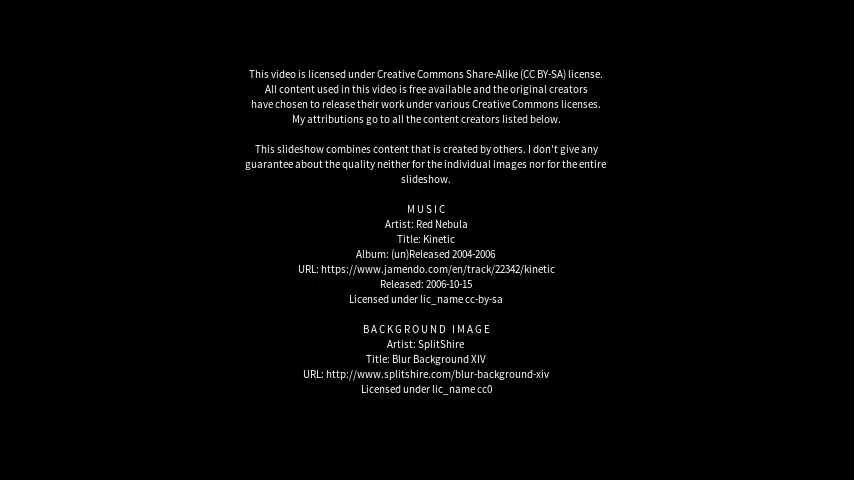 This video is licensed under Creative Commons Share-Alike (CC BY-SA) license.
All content used in this video is free available and the original creators
have chosen to release their work under various Creative Commons licenses.
My attributions go to all the content creators listed below.
This slideshow combines content that is created by others. I don't give any
guarantee about the quality neither for the individual images nor for the entire
slideshow.
MUSIC
Artist: Red Nebula
Title: Kinetic
Album: (un)Released 2004-2006
URL: https://www.jamendo.com/en/track/22342/kinetic
Released: 2006-10-15
Licensed under lic_name cc-by-sa
BACKGROUND IMAGE
Artist: SplitShire
Title: Blur Background XIV
URL: http://www.splitshire.com/blur-background-xiv
Licensed under lic_name cc0